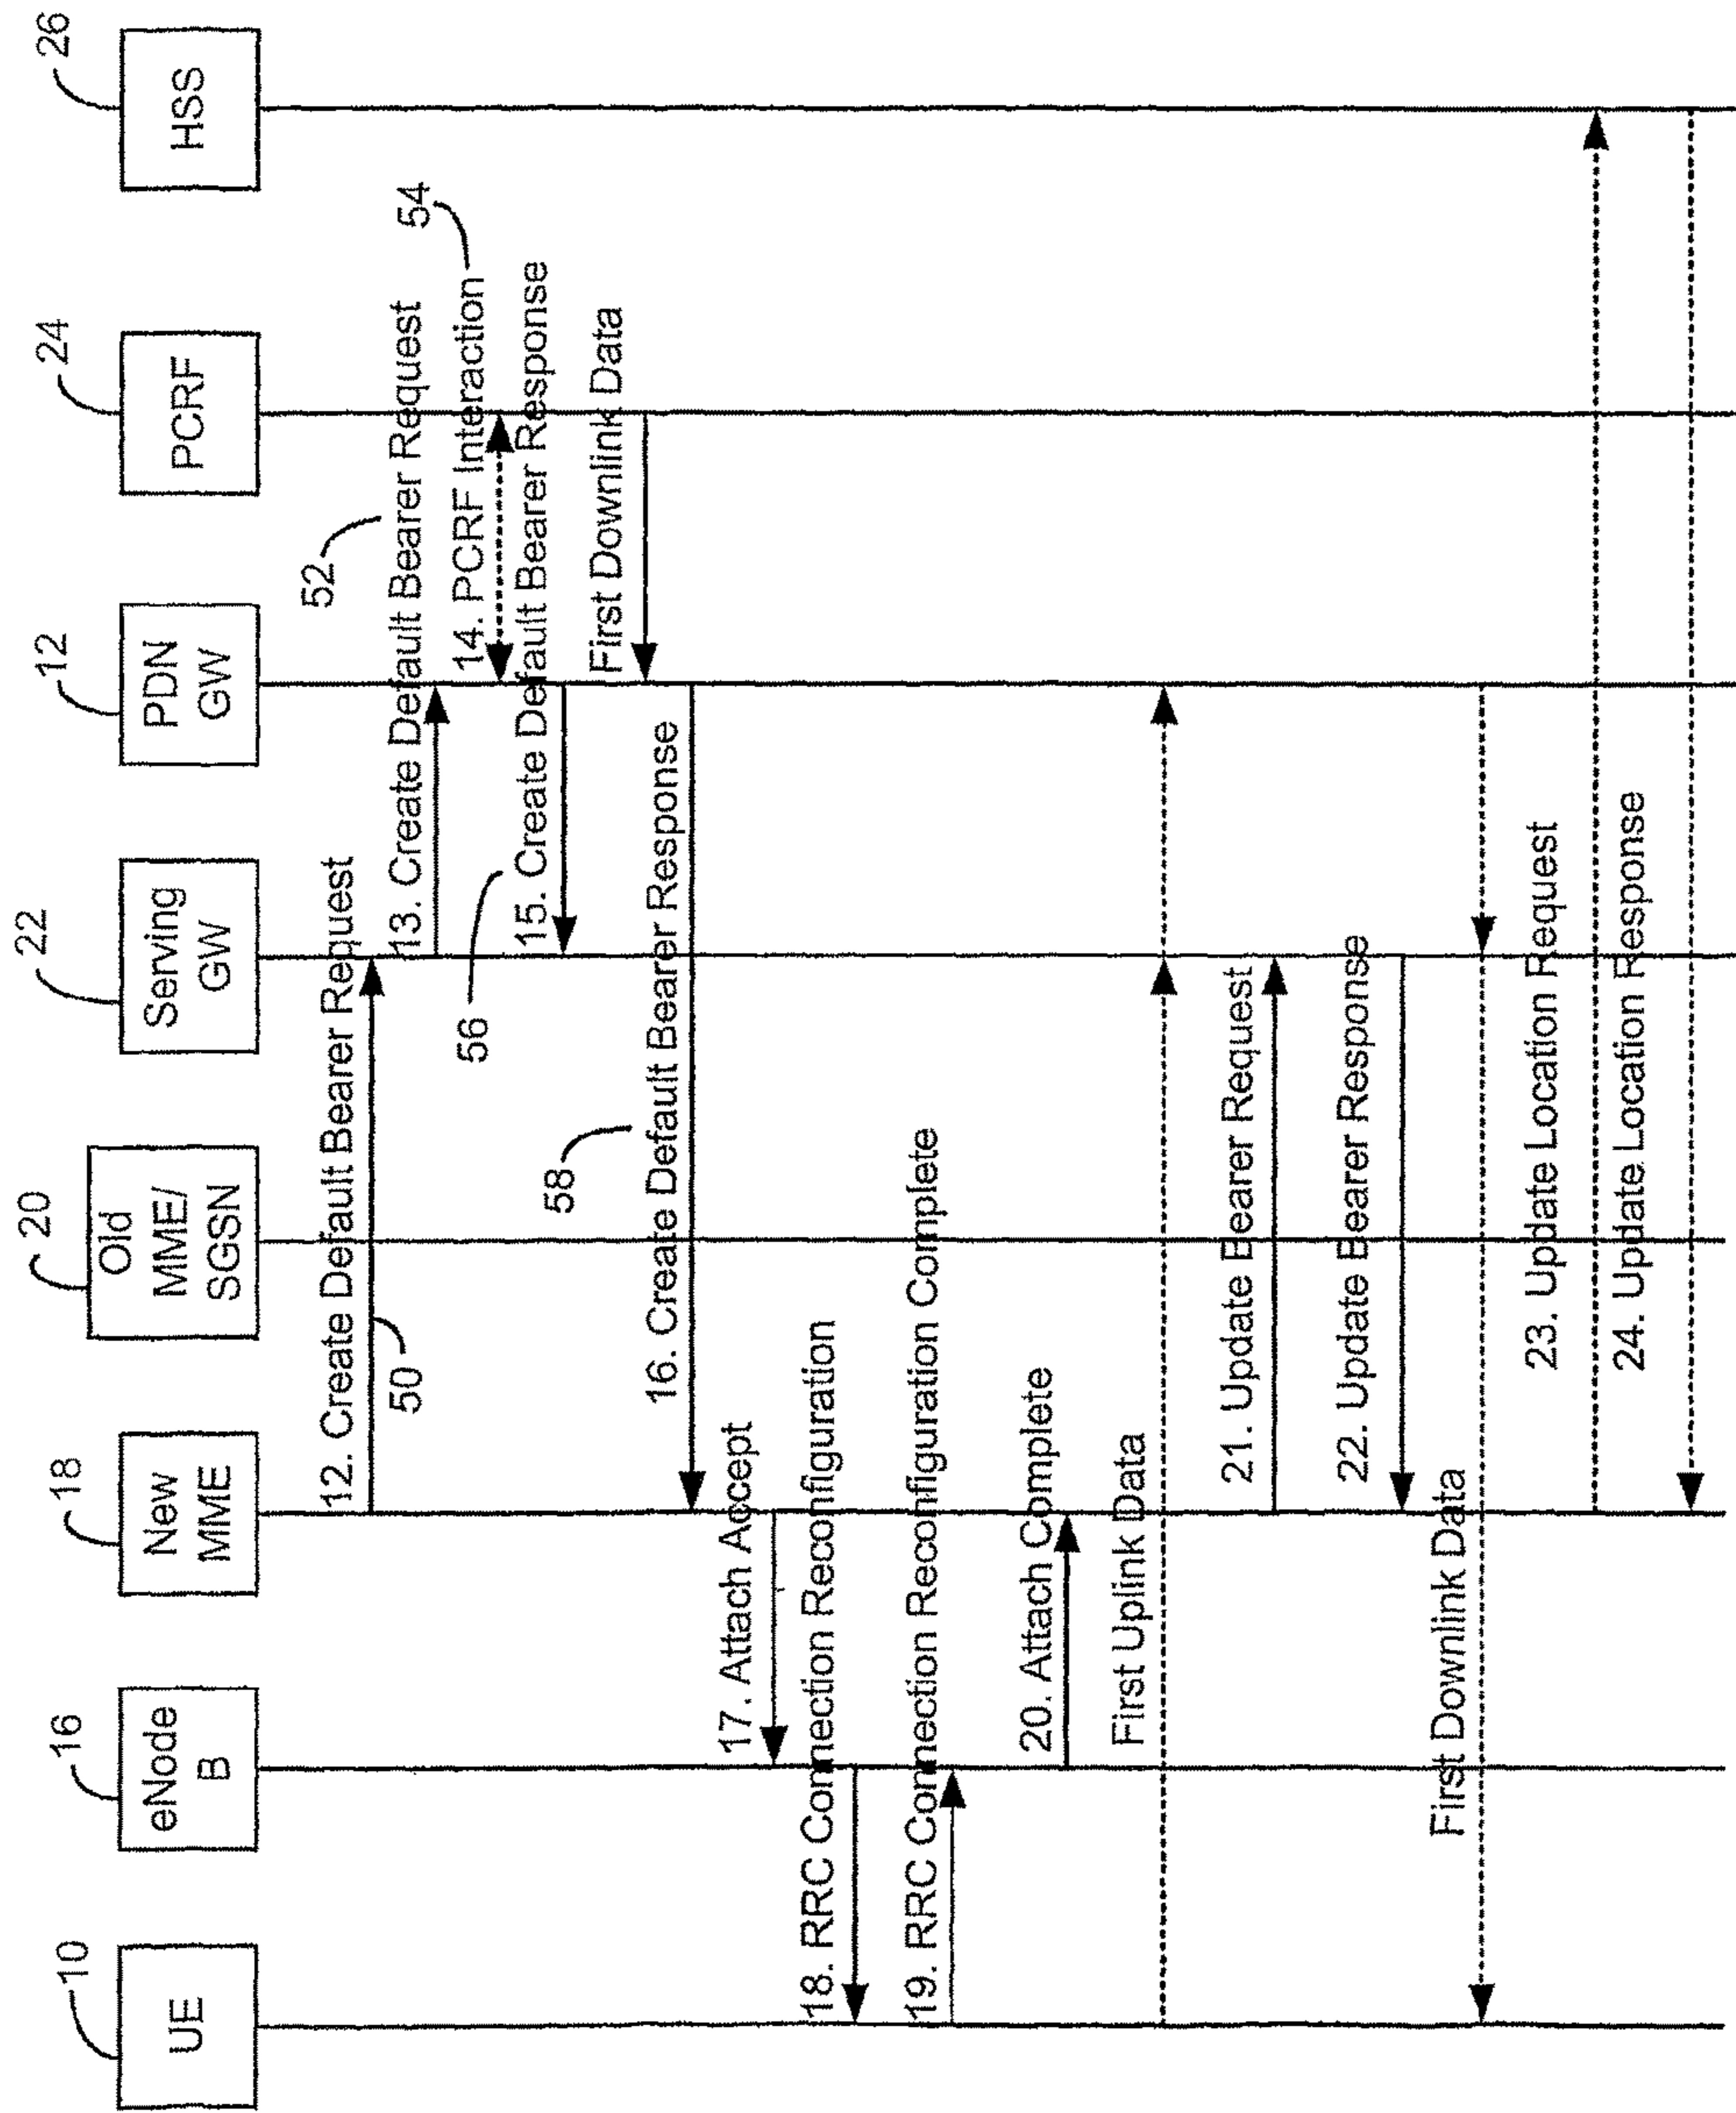 10
16
18
20
22
12
24
26
UE
eNode
B
New
MME
Old
MME/
SGSN
Serving
GW
PDN
GW
PCRF
HSS
12. Create Default Bearer Request
50
52
13. Create Default Bearer Request
14. PCRF Interaction
54
56
15. Create Default Bearer Response
First Downlink Data
58
16. Create Default Bearer Response
17. Attach Accept
18. RRC Connection Reconfiguration
19. RRC Connection Reconfiguration Complete
20. Attach Complete
First Uplink Data
21. Update Bearer Request
22. Update Bearer Response
First Downlink Data
23. Update Location Request
24. Update Location Response